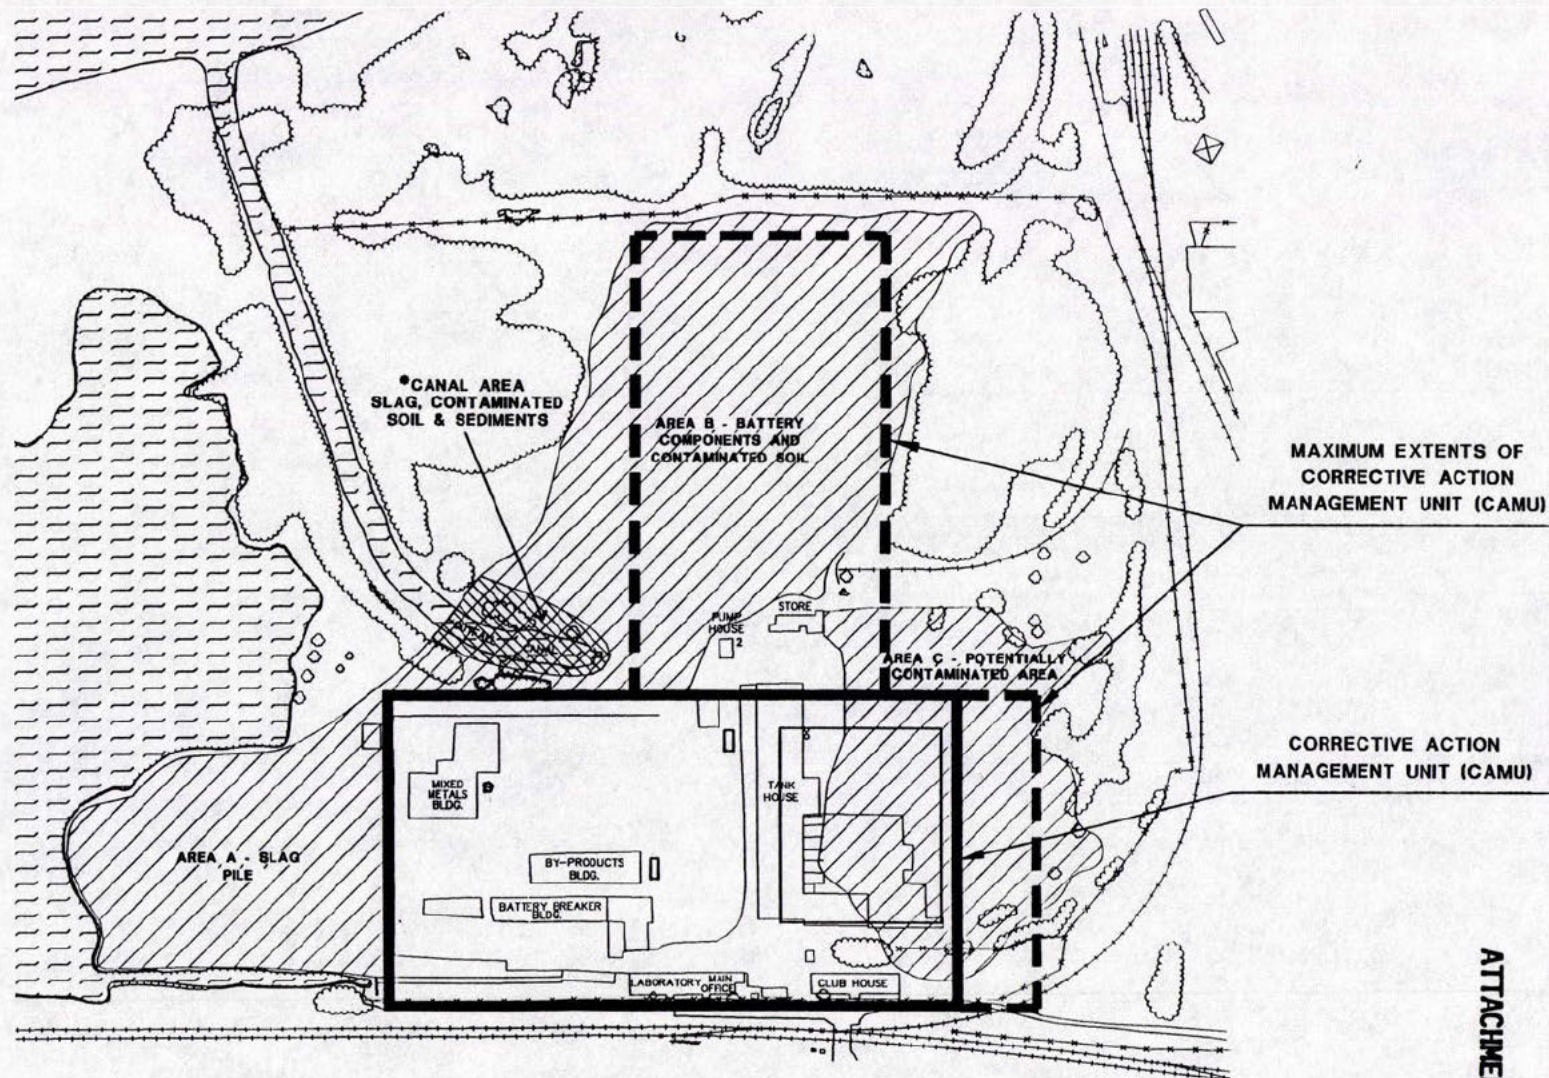 *CANAL AREA
SLAG, CONTAMINATED
SOIL & SEDIMENTS
AREA B - BATTERY
COMPONENTS AND
CONTAMINATED SOIL
MAXIMUM EXTENTS OF
CORRECTIVE ACTION
MANAGEMENT UNIT (CAMU)
PUMP
HOUSE
2
STORE
CANAL
AREA C - POTENTIALLY
CONTAMINATED AREA
CORRECTIVE ACTION
MANAGEMENT UNIT (CAMU)
MIXED
METALS
BLDG.
TANK
HOUSE
AREA A - SLAG
PILE
BY-PRODUCTS
BLDG.
BATTERY BREAKER
BLDG.
LABORATORY
MAIN
OFFICE
CLUB HOUSE
ATTACHME